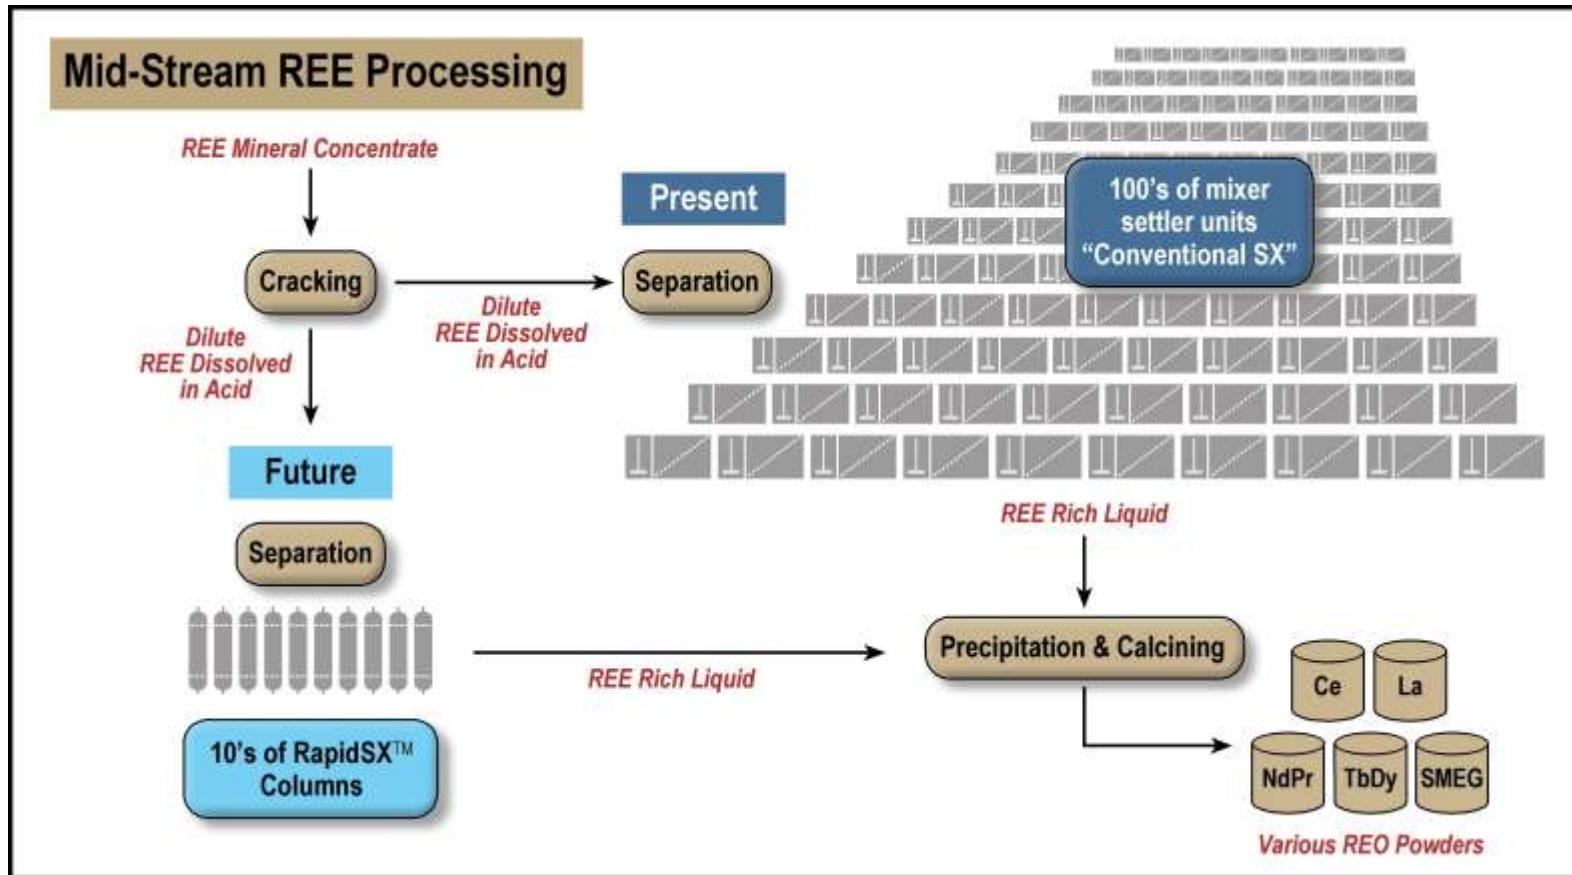 Mid-Stream REE Processing
REE Mineral Concentrate
Cracking
Dilute
REE Dissolved
in Acid
Dilute
REE Dissolved
in Acid
Present
Separation
100's of mixer
settler units
“Conventional SX”
Future
Separation
10's of RapidSX™
Columns
REE Rich Liquid
REE Rich Liquid
Precipitation & Calcining
Ce
La
NdPr
TbDy
SMEG
Various REO Powders